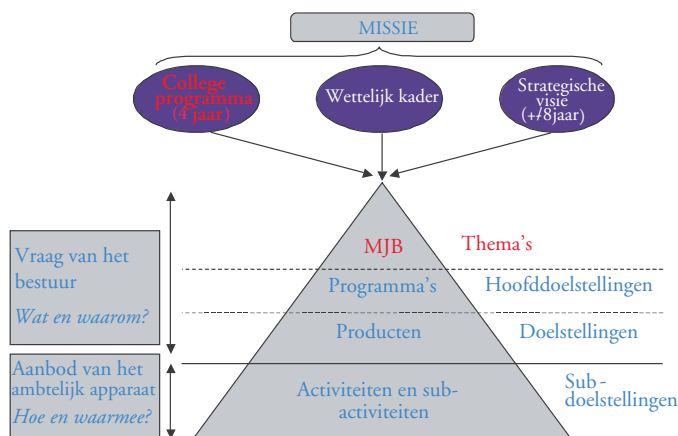 MISSIE
College
programma
(4 jaar)
Wettelijk kader
Strategische
visie
(+/8jaar)
MJB
Thema's
Vraag van het
bestuur
Wat en waarom?
Programma's
Hoofddoelstellingen
Producten
Doelstellingen
Aanbod van het
ambtelijk apparaat
Hoe en waarmee?
Activiteiten en sub-
activiteiten
Sub-
doelstellingen